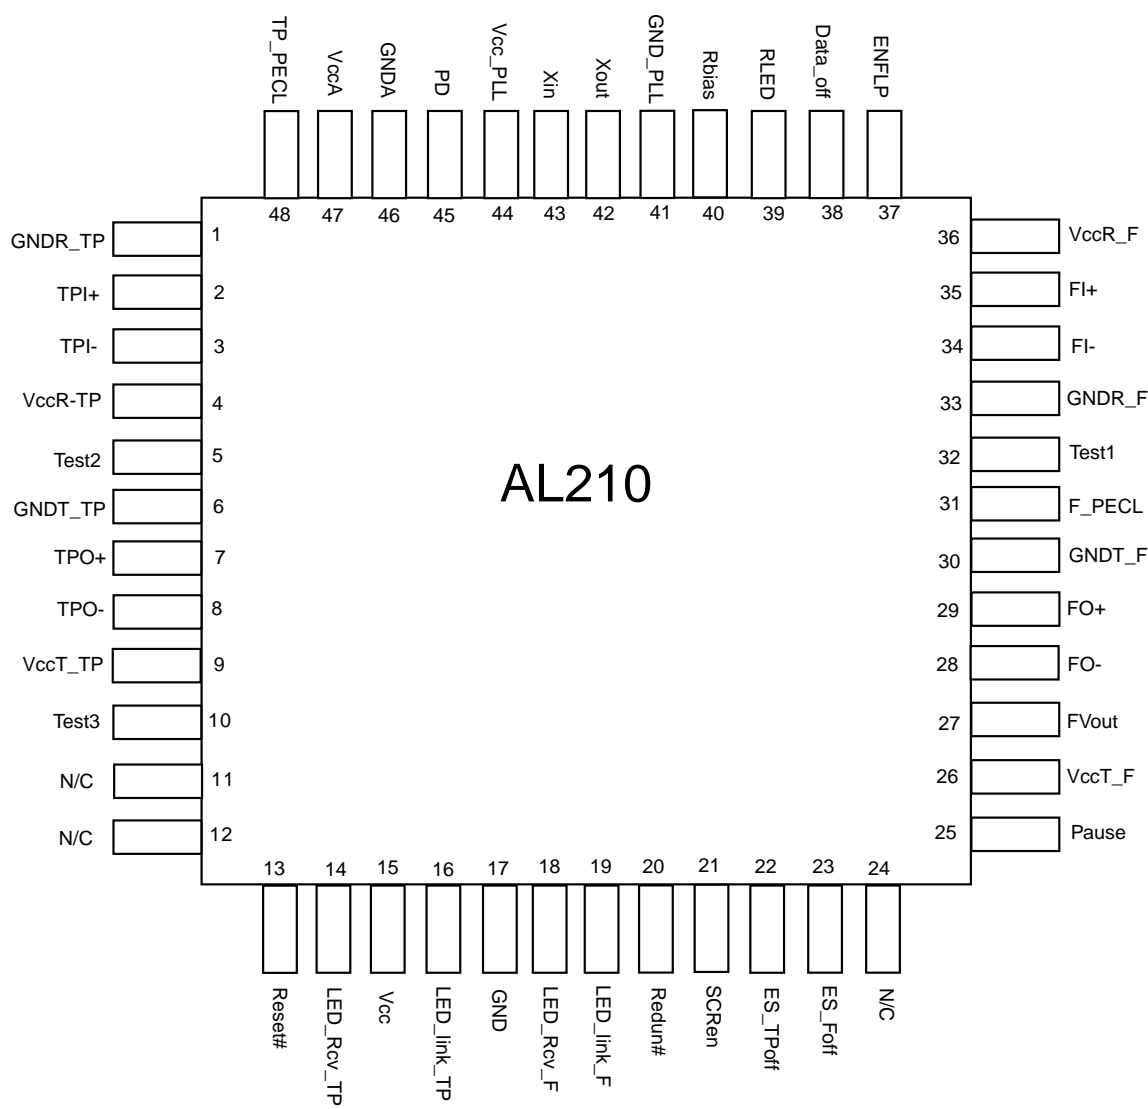 TP_PECL
VccA
GNDA
PD
Vcc_PLL
Xin
Xout
GND_PLL
Rbias
RLED
Data_off
ENFLP
48 47 46 45 44 43 42 41 40 39 38 37
GNDR_TP 1
TPI+ 2
TPI- 3
VccR-TP 4
Test2 5
GNDT_TP 6
TPO+ 7
TPO- 8
VccT_TP 9
Test3 10
N/C 11
N/C 12
AL210
36 VccR_F
35 FI+
34 FI-
33 GNDR_F
32 Test1
31 F_PECL
30 GNDT_F
29 FO+
28 FO-
27 FVout
26 VccT_F
25 Pause
13 14 15 16 17 18 19 20 21 22 23 24
Reset#
LED_Rcv_TP
Vcc
LED_link_TP
GND
LED_Rcv_F
LED_link_F
Redun#
SCRen
ES_TPoff
ES_Foff
N/C